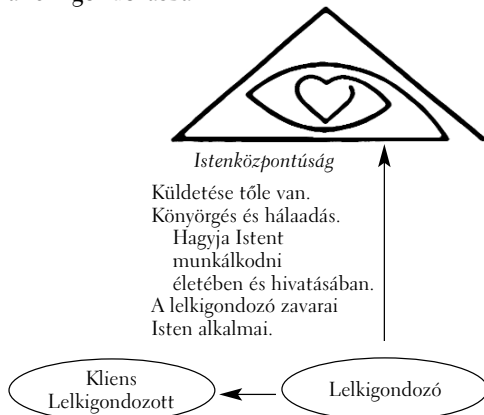 Istenközpontúság
Küldetése tőle van.
Könyörgés és hálaadás.
Hagyja Istent
munkálkodni
életében és hivatásában.
A lelkigondozó zavarai
Isten alkalmai.
Kliens
Lelkigondozott
Lelkigondozó